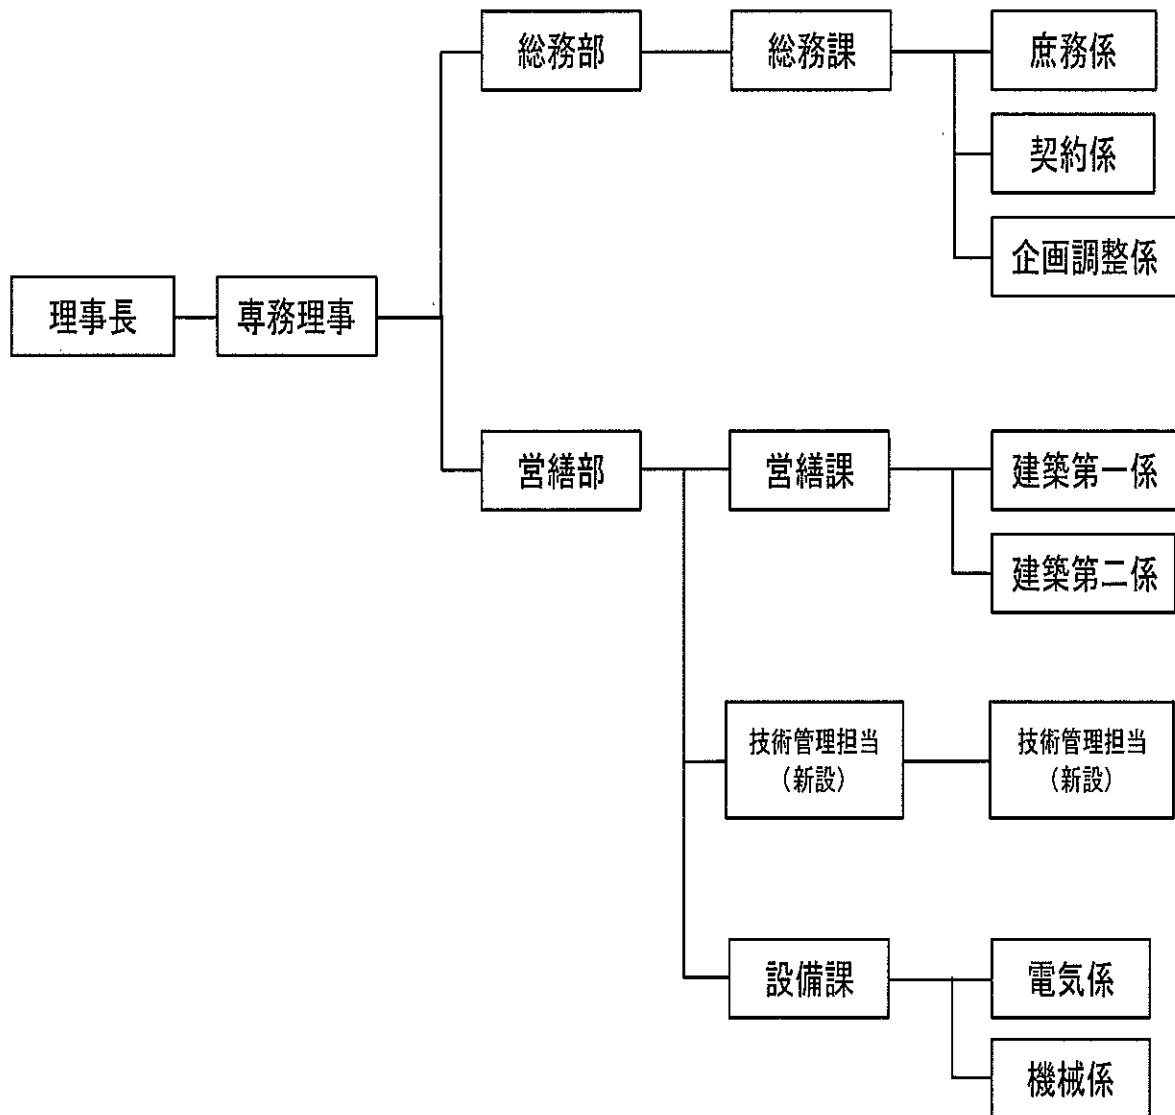 総務部
総務課
庶務係
契約係
企画調整係
理事長
専務理事
営繕部
営繕課
建築第一係
建築第二係
技術管理担当
（新設）
技術管理担当
（新設）
設備課
電気係
機械係